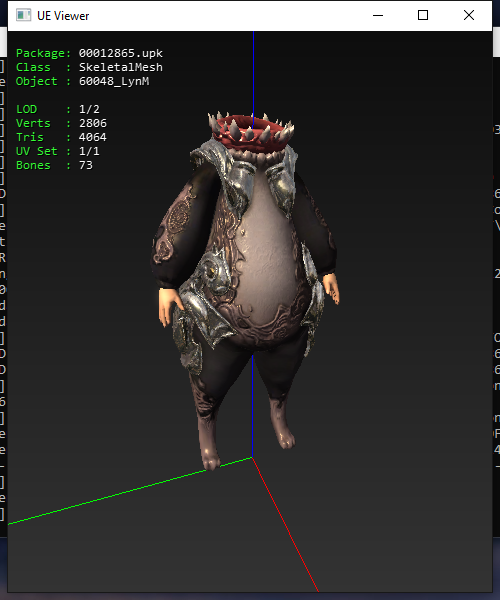 UE Viewer
Package: 00012865.upk
Class : SkeletalMesh
Object : 60048_LynM
LOD : 1/2
Verts : 2806
Tris : 4064
UV Set : 1/1
Bones : 73